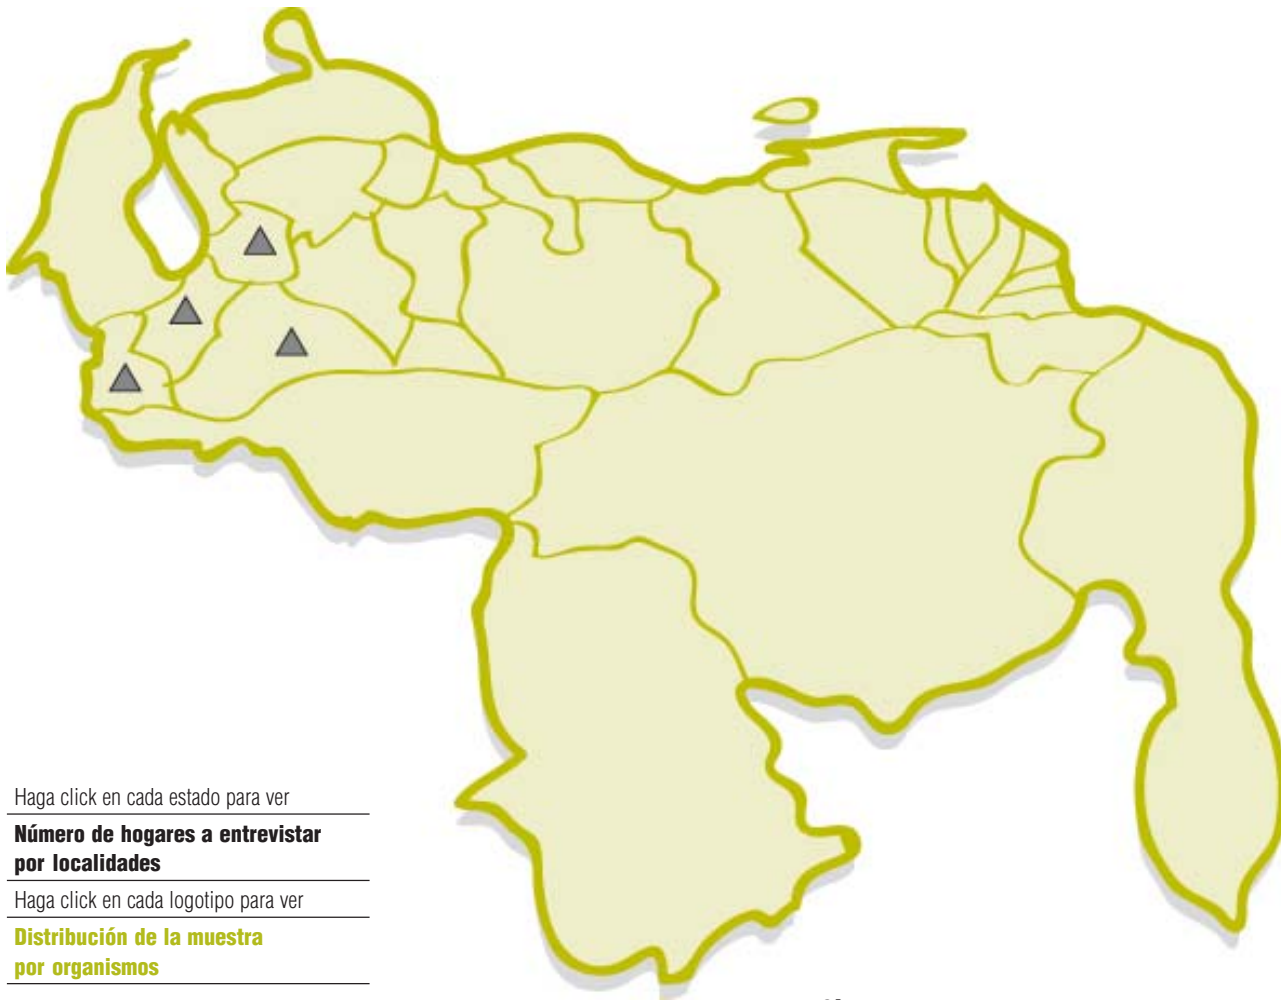 Haga click en cada estado para ver
Número de hogares a entrevistar
por localidades
Haga click en cada logotipo para ver
Distribución de la muestra
por organismos